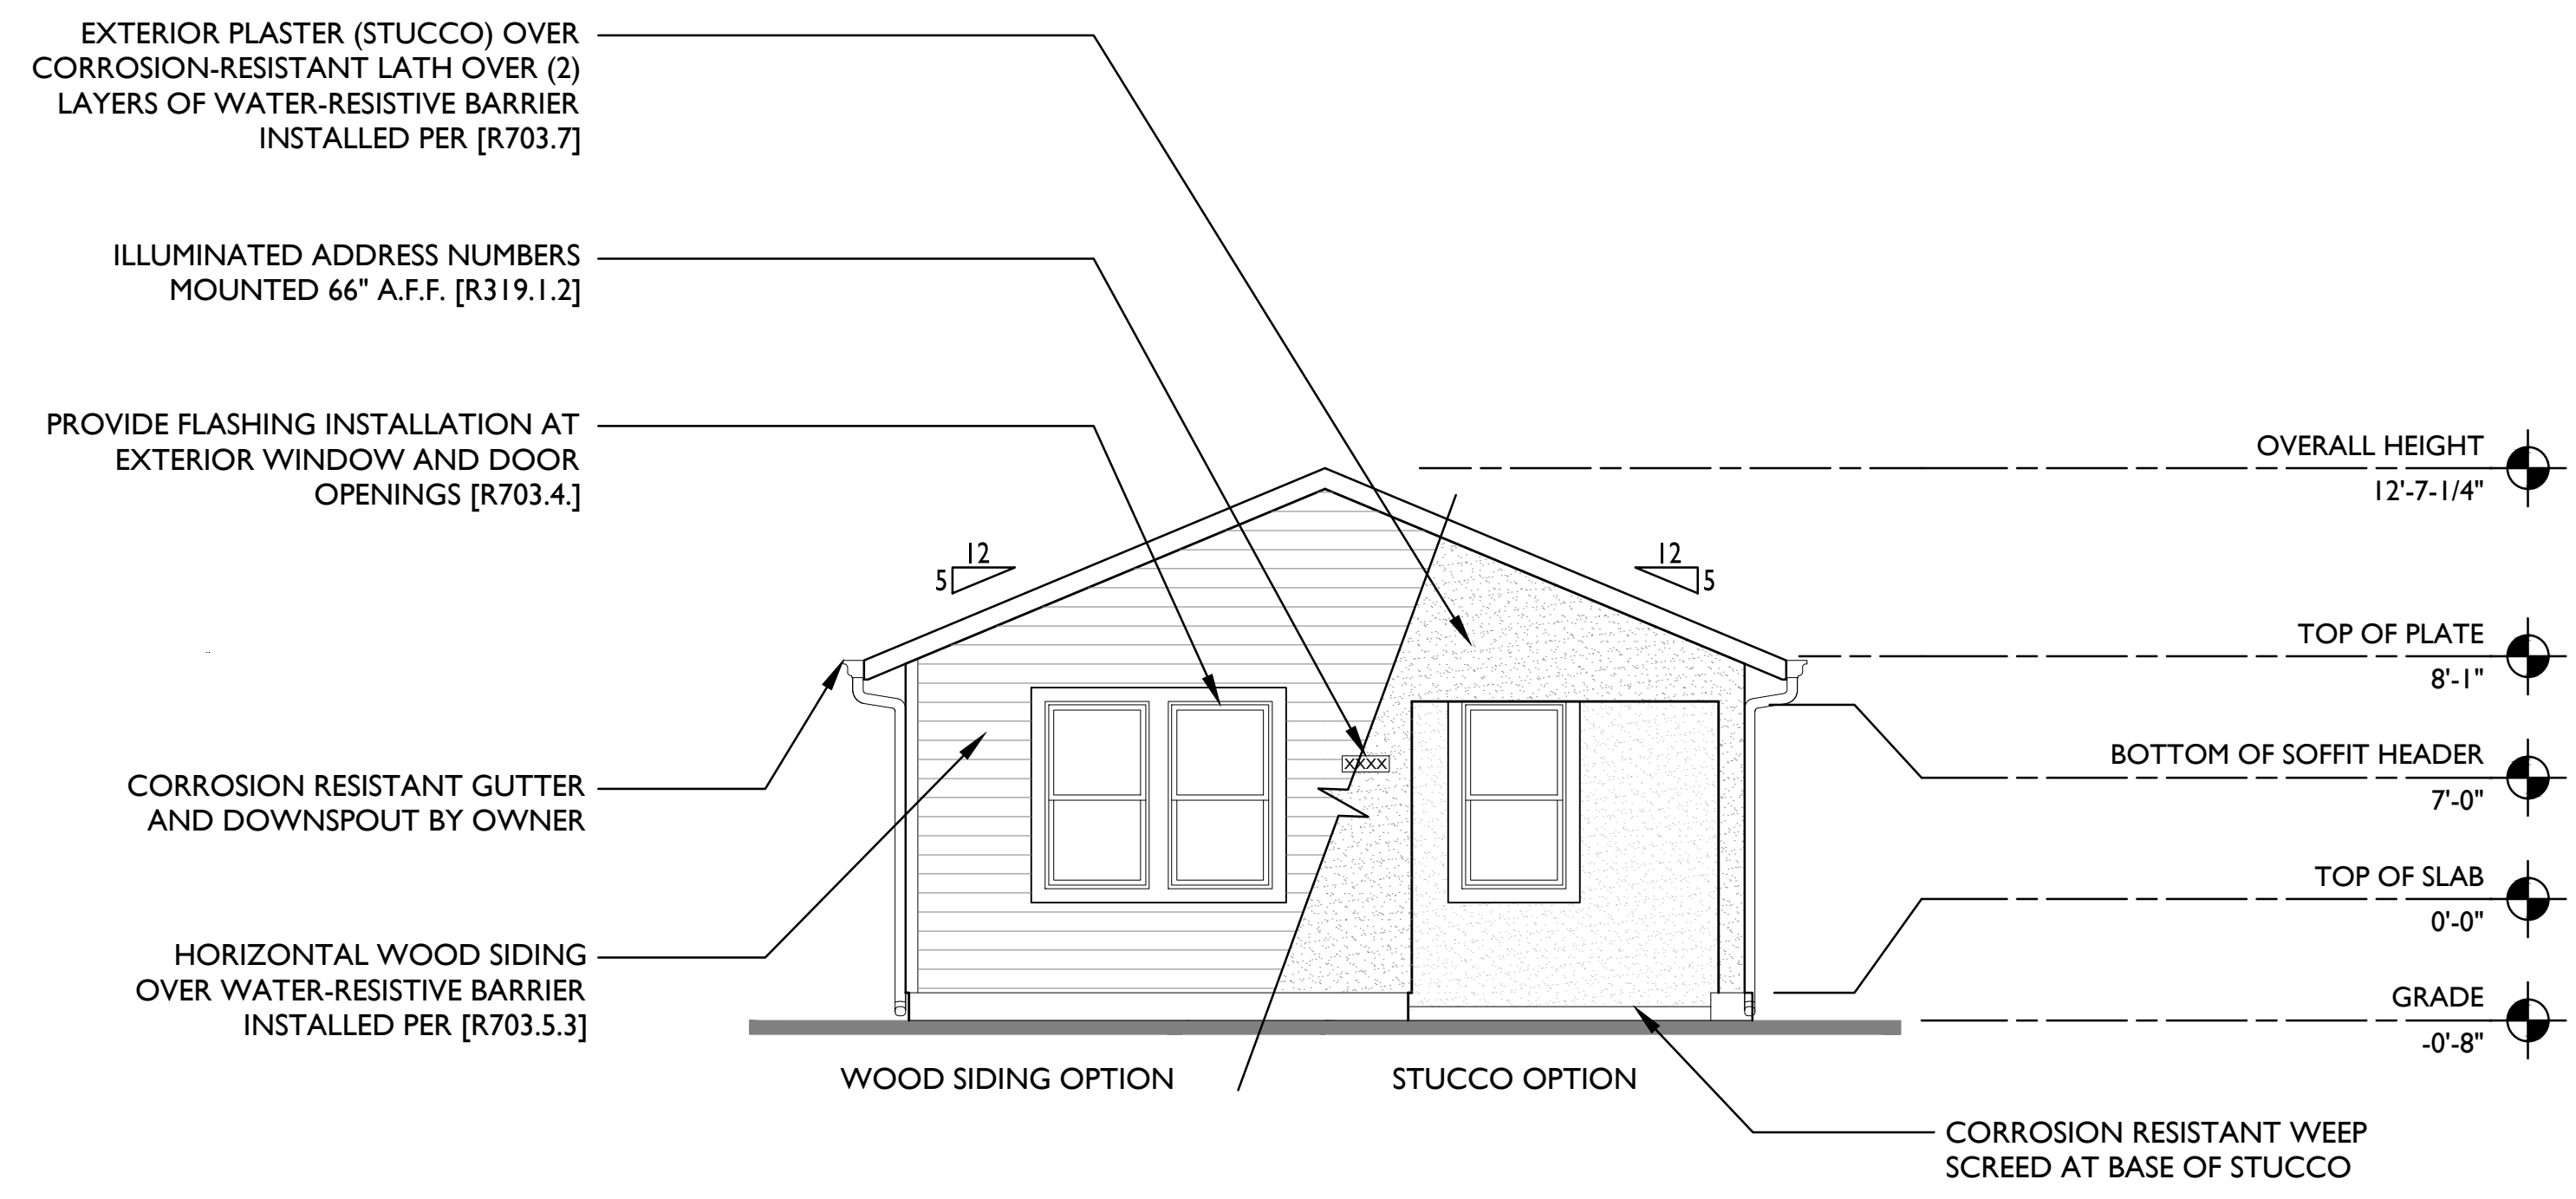 EXTERIOR PLASTER (STUCCO) OVER
CORROSION-RESISTANT LATH OVER (2)
LAYERS OF WATER-RESISTIVE BARRIER
INSTALLED PER [R703.7]
ILLUMINATED ADDRESS NUMBERS
MOUNTED 66" A.F.F. [R319.1.2]
PROVIDE FLASHING INSTALLATION AT
EXTERIOR WINDOW AND DOOR
OPENINGS [R703.4.]
CORROSION RESISTANT GUTTER
AND DOWNSPOUT BY OWNER
HORIZONTAL WOOD SIDING
OVER WATER-RESISTIVE BARRIER
INSTALLED PER [R703.5.3]
12
5
12
5
XXXX
WOOD SIDING OPTION
STUCCO OPTION
OVERALL HEIGHT
12'-7-1/4"
TOP OF PLATE
8'-1"
BOTTOM OF SOFFIT HEADER
7'-0"
TOP OF SLAB
0'-0"
GRADE
-0'-8"
CORROSION RESISTANT WEEP
SCREED AT BASE OF STUCCO